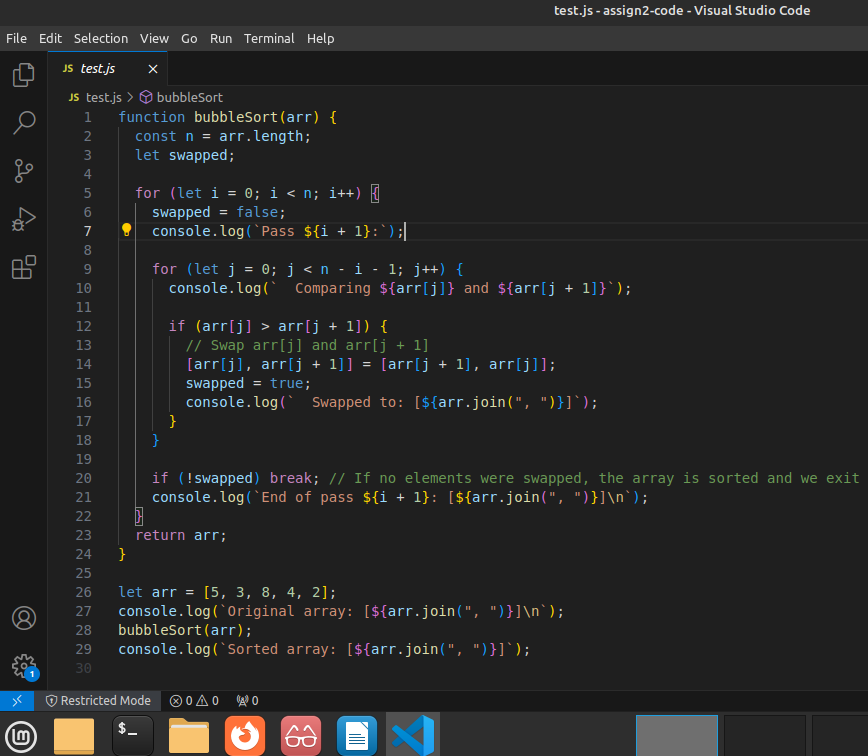 test.js - assign2-code - Visual Studio Code
File Edit Selection View Go Run Terminal Help
JS test.js ×
JS test.js > bubbleSort
1 function bubbleSort(arr) {
2   const n = arr.length;
3   let swapped;
4
5   for (let i = 0; i < n; i++) {
6     swapped = false;
7     console.log(`Pass ${i + 1}:`);
8
9     for (let j = 0; j < n - i - 1; j++) {
10       console.log(`  Comparing ${arr[j]} and ${arr[j + 1]}`);
11
12       if (arr[j] > arr[j + 1]) {
13         // Swap arr[j] and arr[j + 1]
14         [arr[j], arr[j + 1]] = [arr[j + 1], arr[j]];
15         swapped = true;
16         console.log(`  Swapped to: [${arr.join(", ")}]`);
17       }
18     }
19
20     if (!swapped) break; // If no elements were swapped, the array is sorted and we exit
21     console.log(`End of pass ${i + 1}: [${arr.join(", ")}]\n`);
22   }
23   return arr;
24 }
25
26 let arr = [5, 3, 8, 4, 2];
27 console.log(`Original array: [${arr.join(", ")}]\n`);
28 bubbleSort(arr);
29 console.log(`Sorted array: [${arr.join(", ")}]`);
30
1
Restricted Mode 0 0 0
$_
lm